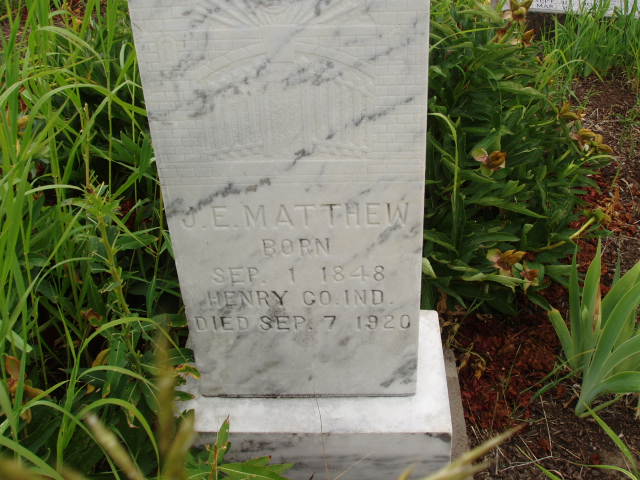 J. E. MATTHEW
BORN
SEP. 1 1848
HENRY CO. IND.
DIED SEP. 7 1920